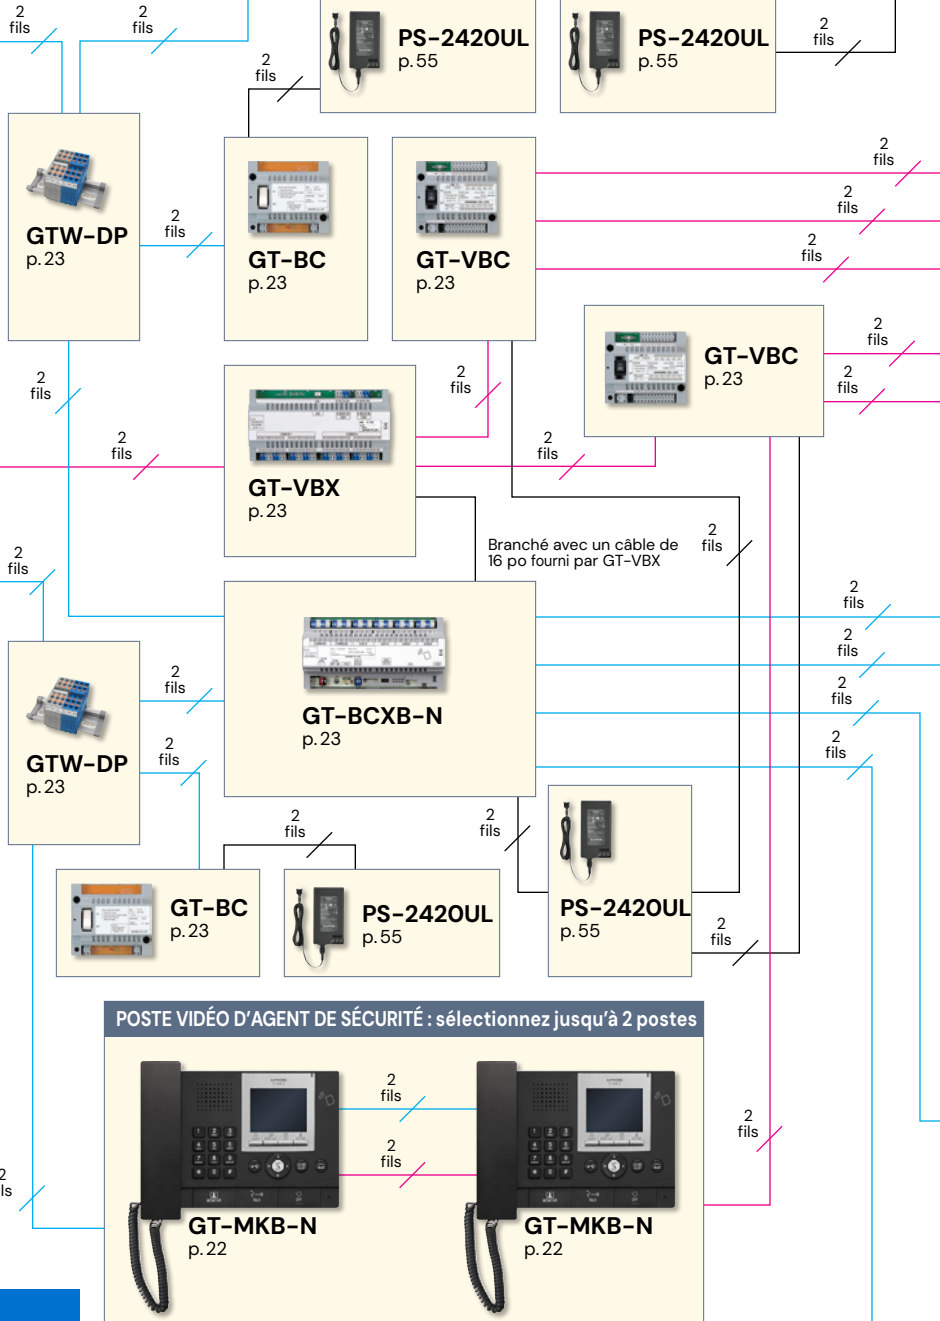 2
fils
2
fils
PS-2420UL
p.55
PS-2420UL
p.55
2
fils
2
fils
GTW-DP
p.23
2
fils
GT-BC
p.23
GT-VBC
p.23
2
fils
2
fils
2
fils
GT-VBC
p.23
2
fils
2
fils
2
fils
2
fils
2
fils
GT-VBX
p.23
2
fils
Branché avec un câble de
16 po fourni par GT-VBX
2
fils
2
fils
GT-BCXB-N
p.23
2
fils
2
fils
2
fils
2
fils
GTW-DP
p.23
2
fils
2
fils
2
fils
2
fils
GT-BC
p.23
PS-2420UL
p.55
PS-2420UL
p.55
2
fils
POSTE VIDÉO D'AGENT DE SÉCURITÉ : sélectionnez jusqu'à 2 postes
2
fils
2
fils
2
fils
GT-MKB-N
p.22
GT-MKB-N
p.22